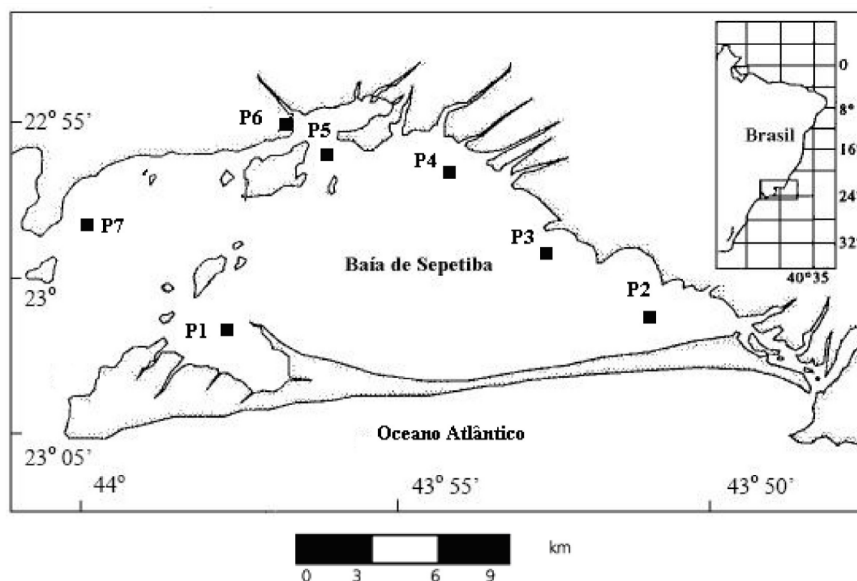 22° 55’
23°
23° 05’
44°
43° 55’
43° 50’
P6
P5
P4
P7
P3
Baía de Sepetiba
P2
P1
Oceano Atlântico
Brasil
0
8°
16°
24°
32°
40°35
km
0 3 6 9